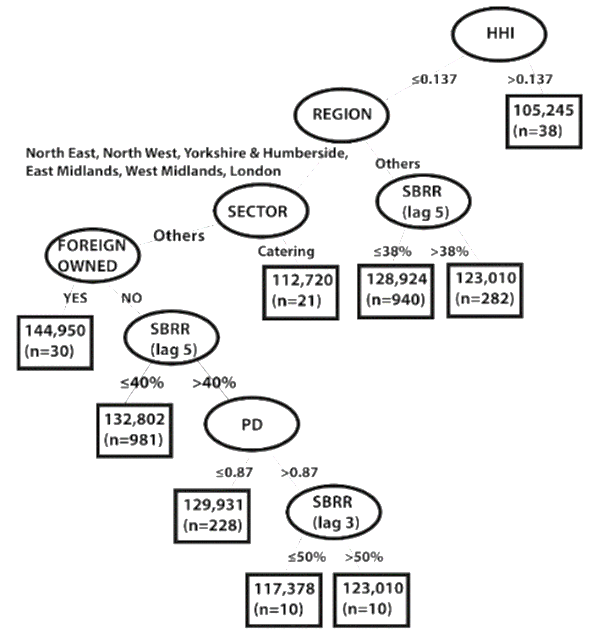 HHI
≤0.137
>0.137
REGION
105,245
(n=38)
North East, North West, Yorkshire & Humberside,
East Midlands, West Midlands, London
Others
SBRR
(lag 5)
SECTOR
Others
Catering
≤38%
>38%
FOREIGN
OWNED
112,720
(n=21)
128,924
(n=940)
123,010
(n=282)
YES
NO
144,950
(n=30)
SBRR
(lag 5)
≤40%
>40%
132,802
(n=981)
PD
≤0.87
>0.87
129,931
(n=228)
SBRR
(lag 3)
≤50%
>50%
117,378
(n=10)
123,010
(n=10)